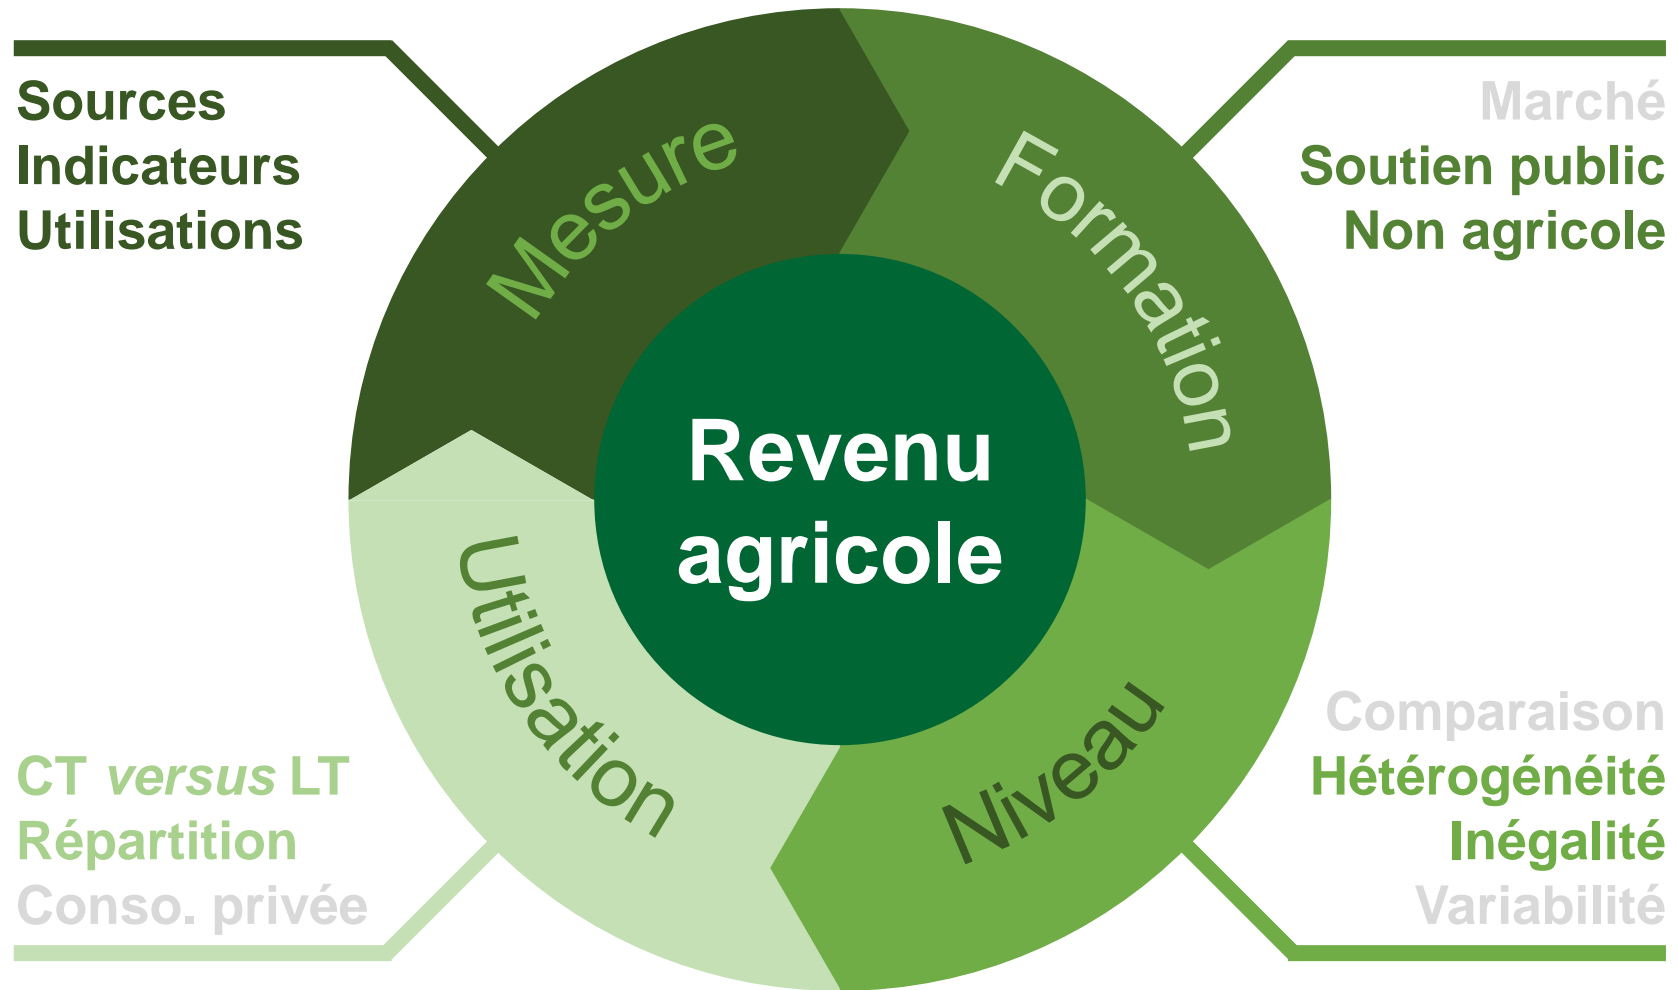 Sources
Indicateurs
Utilisations
Mesure
Formation
Marché
Soutien public
Non agricole
Revenu
agricole
Utilisation
Niveau
CT versus LT
Répartition
Conso. privée
Comparaison
Hétérogénéité
Inégalité
Variabilité